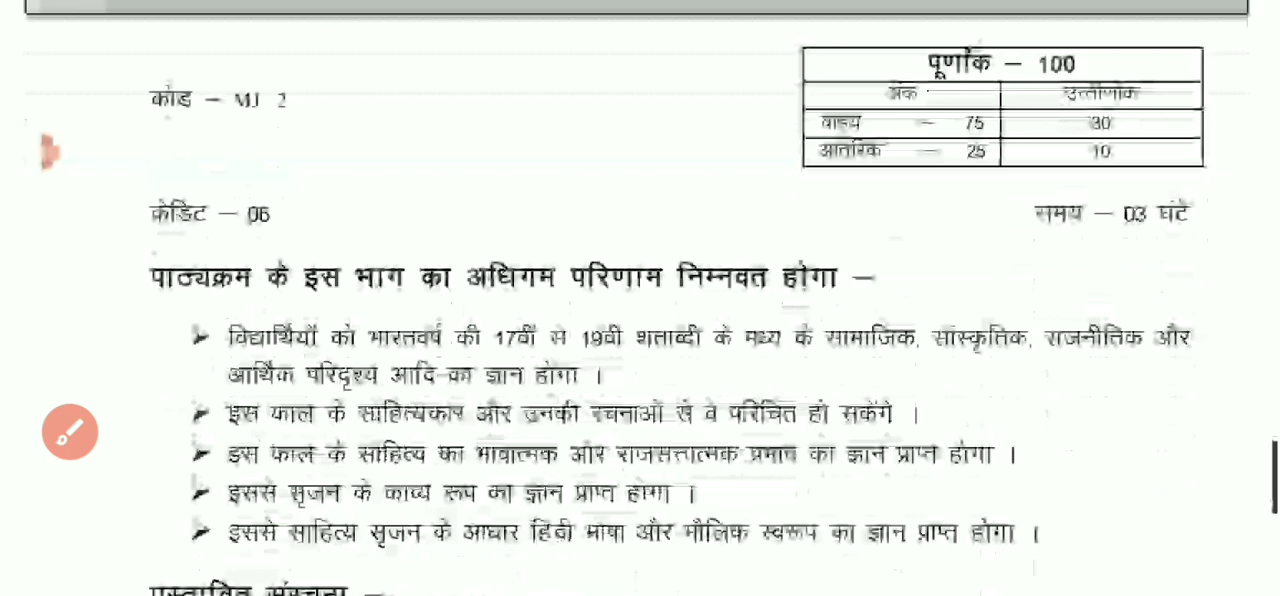 पूर्णांक – 100
कोड – MJ 2
अंक उत्तीर्णांक
वाह्य – 75 30
आंतरिक – 25 10
क्रेडिट – 06 समय – 03 घंटे
पाठ्यक्रम के इस भाग का अधिगम परिणाम निम्नवत होगा –
➤ विद्यार्थियों को भारतवर्ष की 17वीं से 19वी शताब्दी के मध्य के सामाजिक, सांस्कृतिक, राजनीतिक और
आर्थिक परिदृश्य आदि का ज्ञान होगा ।
➤ इस काल के साहित्यकार और उनकी रचनाओं से वे परिचित हो सकेंगे ।
➤ इस काल के साहित्य का भावात्मक और राजसत्तात्मक प्रभाव का ज्ञान प्राप्त होगा ।
➤ इससे सृजन के काव्य रूप का ज्ञान प्राप्त होगा ।
➤ इससे साहित्य सृजन के आधार हिंदी भाषा और मौलिक स्वरूप का ज्ञान प्राप्त होगा ।
प्रस्तावित संरचना –